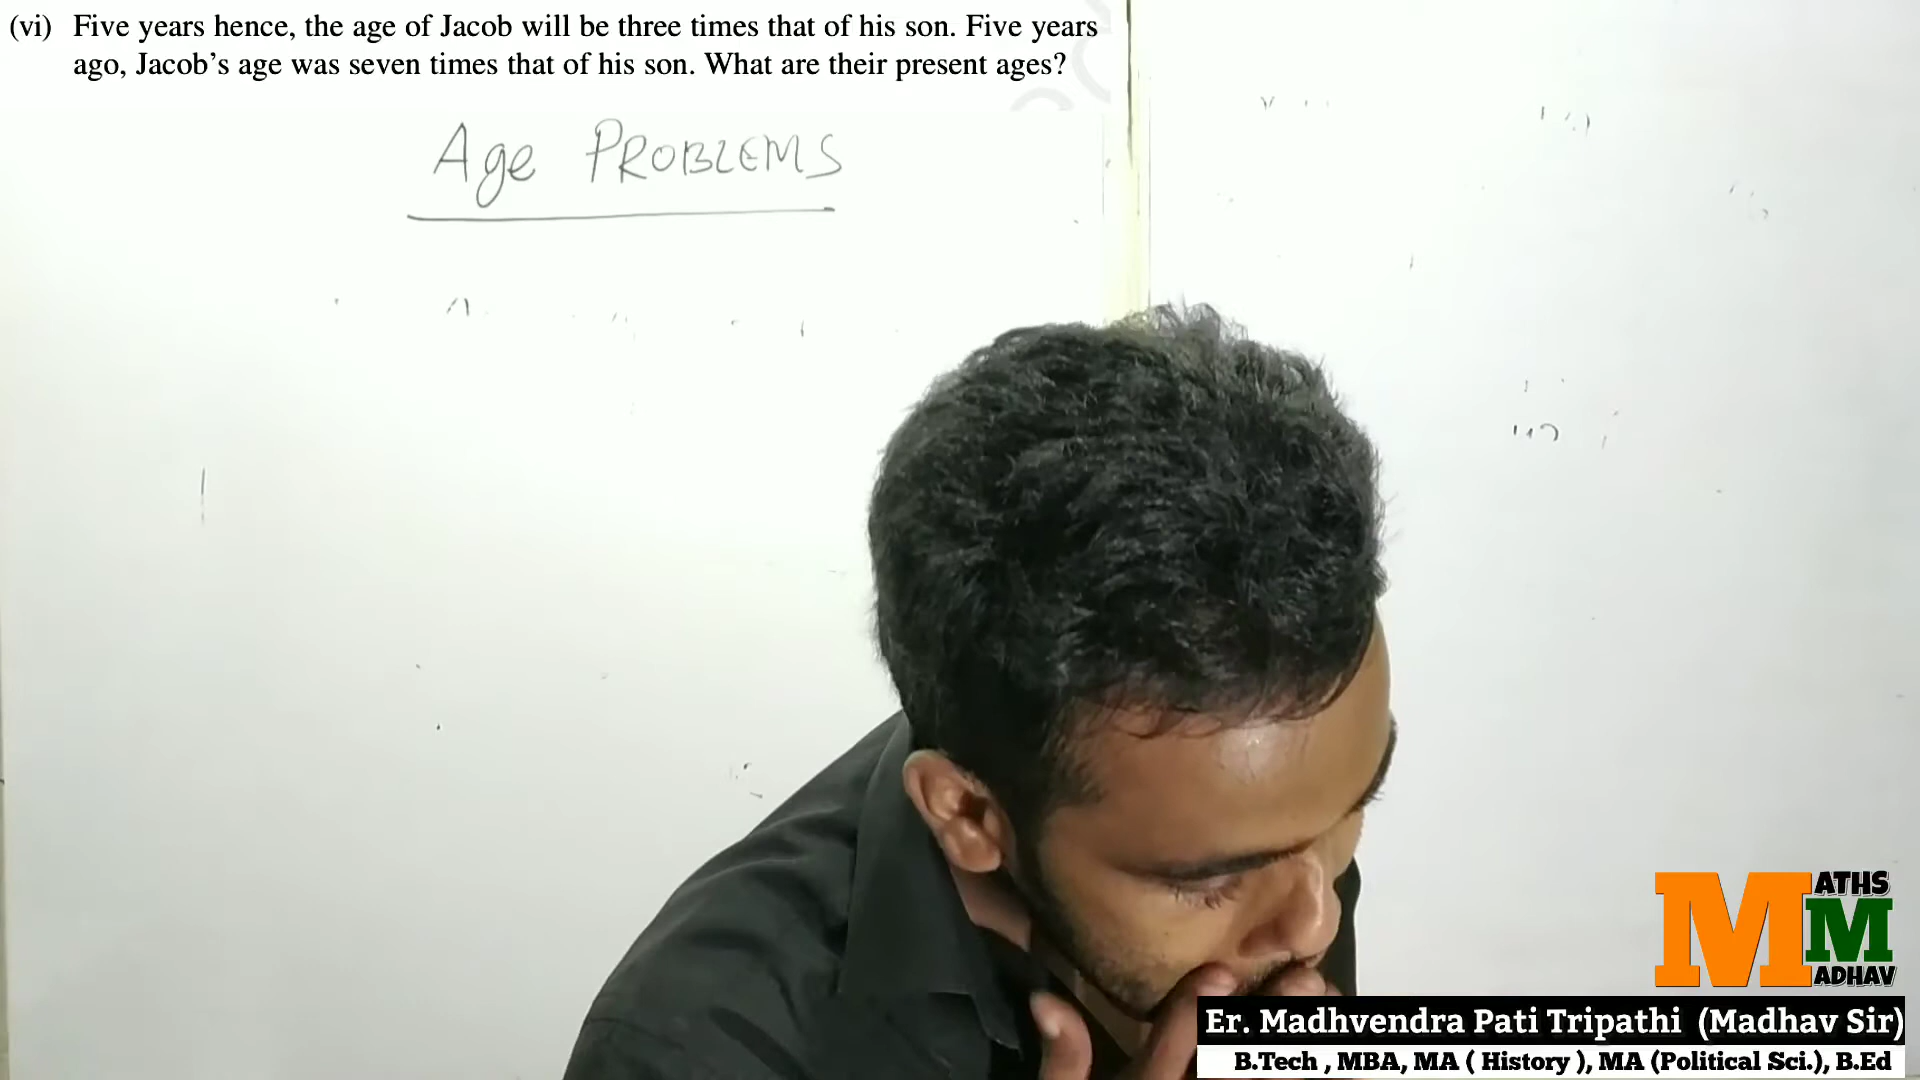 (vi) Five years hence, the age of Jacob will be three times that of his son. Five years
ago, Jacob's age was seven times that of his son. What are their present ages?
Age PROBLEMS
MATHS
MADHAV
Er. Madhvendra Pati Tripathi (Madhav Sir)
B.Tech , MBA, MA ( History ), MA (Political Sci.), B.Ed